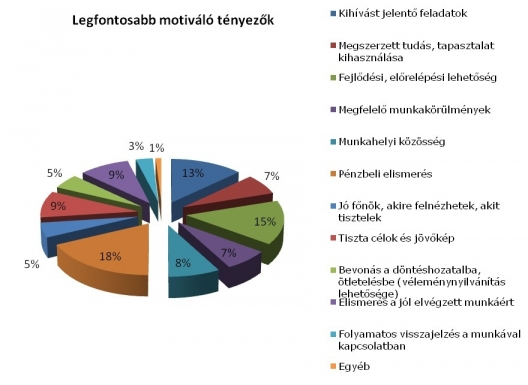 Legfontosabb motiváló tényezők
13%
7%
15%
7%
8%
18%
5%
9%
5%
9%
3%
1%
Kihívást jelentő feladatok
Megszerzett tudás, tapasztalat
kihasználása
Fejlődési, előrelépési lehetőség
Megfelelő munkakörülmények
Munkahelyi közösség
Pénzbeli elismerés
Jó főnök, akire felnézhetek, akit
tisztelek
Tiszta célok és jövőkép
Bevonás a döntéshozatalba,
ötletelésbe (véleménynyilvánítás
lehetősége)
Elismerés a jól elvégzett munkáért
Folyamatos visszajelzés a munkával
kapcsolatban
Egyéb